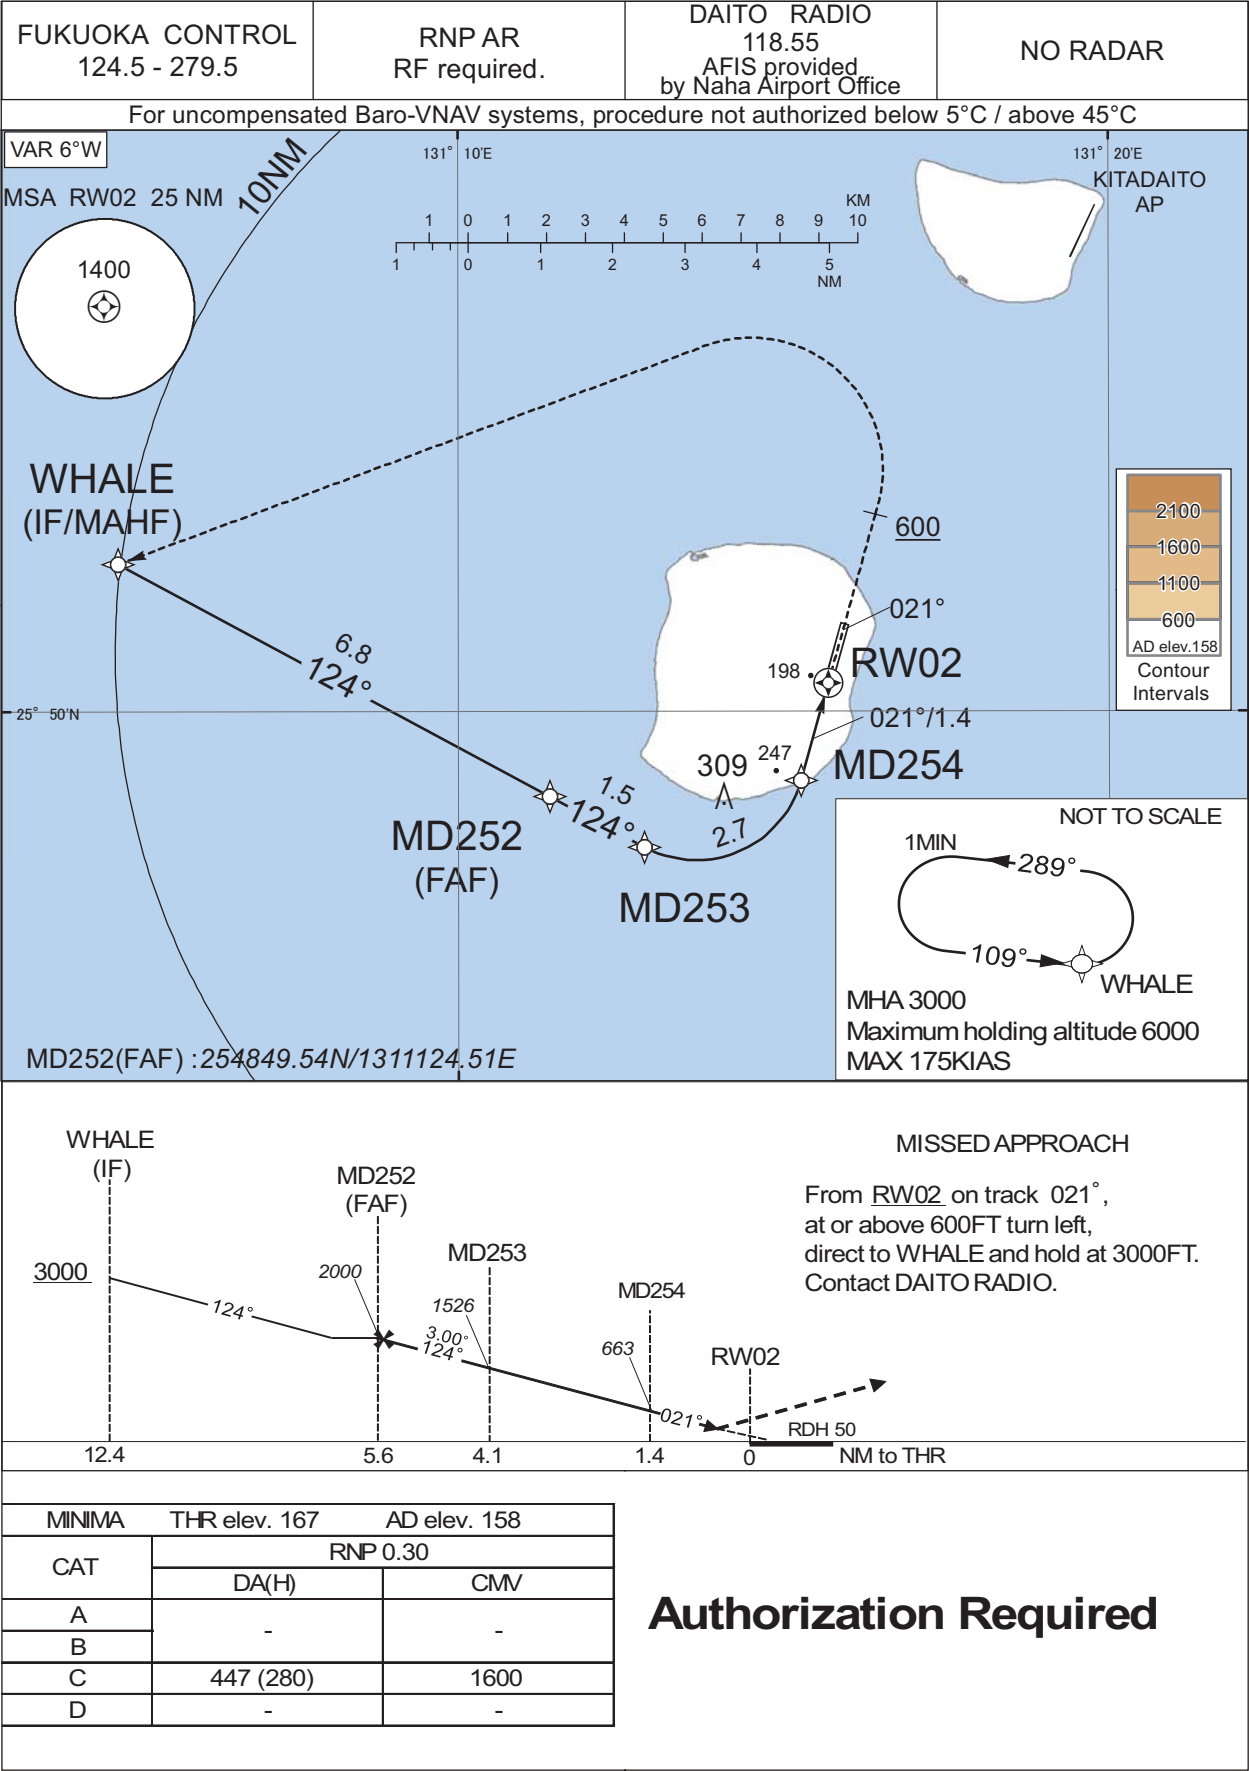 FUKUOKA CONTROL
124.5 - 279.5
RNP AR
RF required.
DAITO RADIO
118.55
AFIS provided
by Naha Airport Office
NO RADAR
For uncompensated Baro-VNAV systems, procedure not authorized below 5°C / above 45°C
VAR 6°W
MSA RW02 25 NM
1400
10NM
131° 10'E
131° 20'E
KITADAITO
AP
KM
1 0 1 2 3 4 5 6 7 8 9 10
1 0 1 2 3 4 5
NM
WHALE
(IF/MAHF)
600
2100
1600
1100
600
AD elev.158
Contour
Intervals
021°
6.8
124°
198
RW02
25° 50'N
021°/1.4
247
309
MD254
1.5
124°
MD252
(FAF)
2.7
MD253
NOT TO SCALE
1MIN
289°
109°
WHALE
MHA 3000
Maximum holding altitude 6000
MAX 175KIAS
MD252(FAF) :254849.54N/1311124.51E
WHALE
(IF)
MD252
(FAF)
MD253
MD254
RW02
3000
124°
2000
1526
3.00°
124°
663
021°
RDH 50
12.4
5.6
4.1
1.4
0
NM to THR
MISSED APPROACH
From RW02 on track 021°,
at or above 600FT turn left,
direct to WHALE and hold at 3000FT.
Contact DAITO RADIO.
MINIMA THR elev. 167 AD elev. 158
CAT
RNP 0.30
DA(H) CMV
A
B
- -
C 447 (280) 1600
D - -
Authorization Required